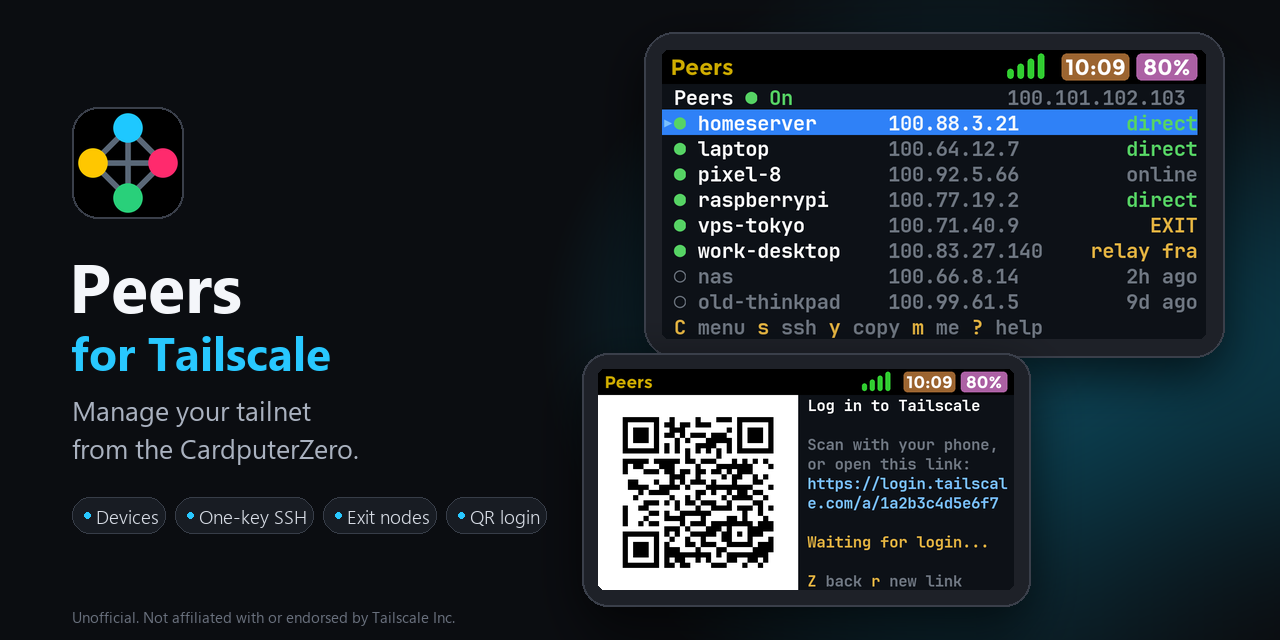 Peers
for Tailscale
Manage your tailnet
from the CardputerZero.
Devices
One-key SSH
Exit nodes
QR login
Unofficial. Not affiliated with or endorsed by Tailscale Inc.
Peers 10:09 80%
Peers On 100.101.102.103
homeserver 100.88.3.21 direct
laptop 100.64.12.7 direct
pixel-8 100.92.5.66 online
raspberrypi 100.77.19.2 direct
vps-tokyo 100.71.40.9 EXIT
work-desktop 100.83.27.140 relay fra
nas 100.66.8.14 2h ago
old-thinkpad 100.99.61.5 9d ago
C menu s ssh y copy m me ? help
Peers 10:09 80%
Log in to Tailscale
Scan with your phone,
or open this link:
https://login.tailscal
e.com/a/1a2b3c4d5e6f7
Waiting for login...
Z back r new link